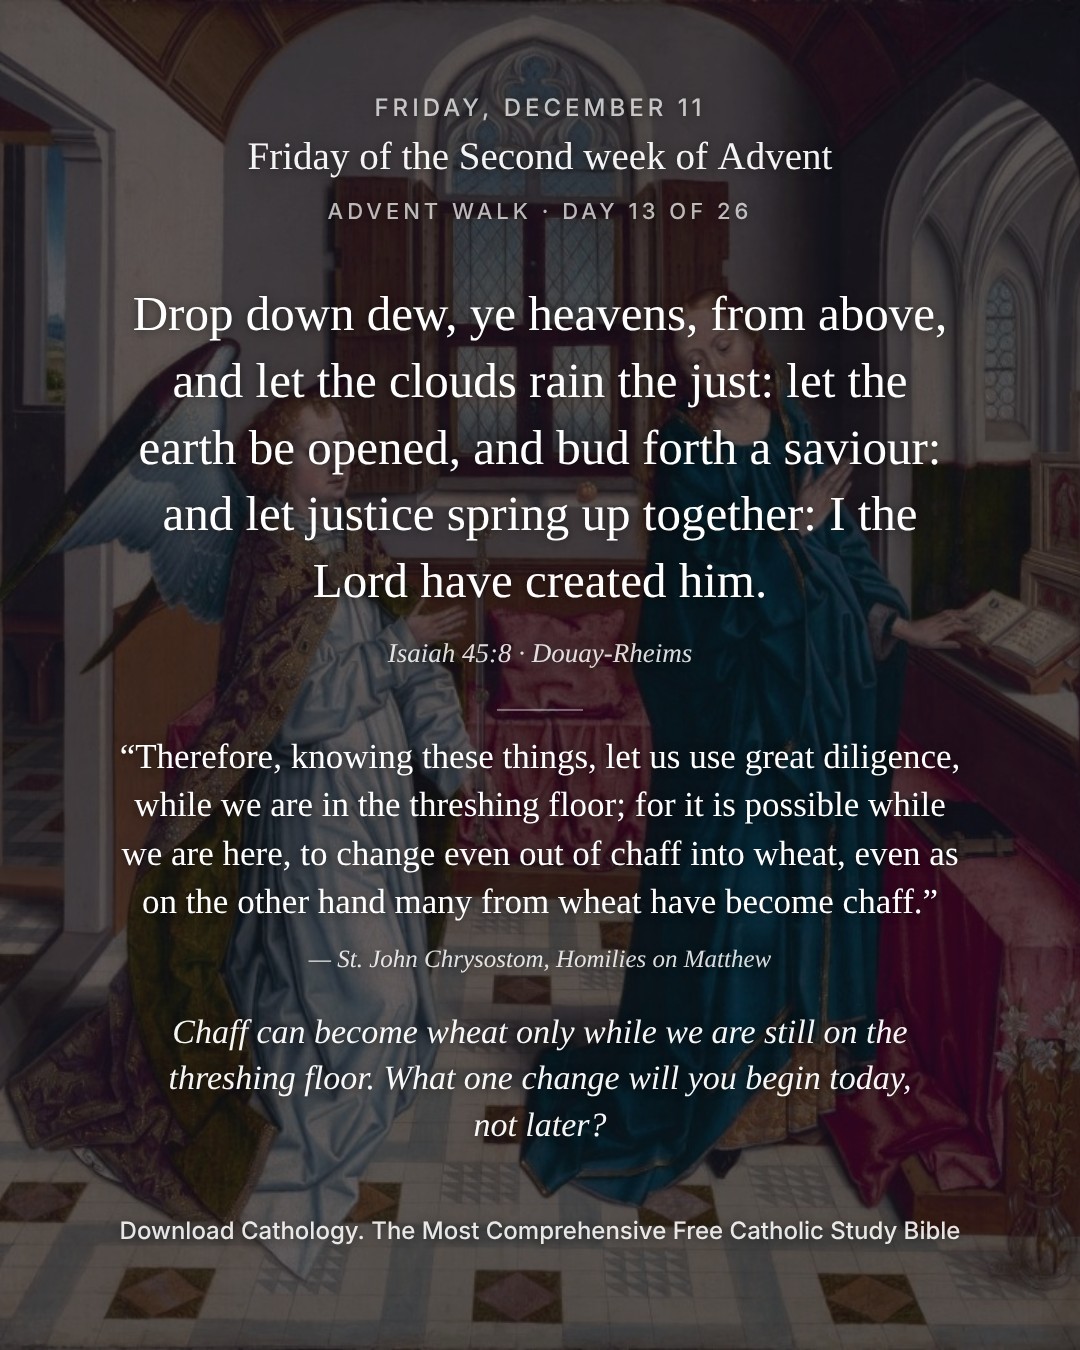 FRIDAY, DECEMBER 11
Friday of the Second week of Advent
ADVENT WALK · DAY 13 OF 26
Drop down dew, ye heavens, from above,
and let the clouds rain the just: let the
earth be opened, and bud forth a saviour:
and let justice spring up together: I the
Lord have created him.
Isaiah 45:8 · Douay-Rheims
“Therefore, knowing these things, let us use great diligence,
while we are in the threshing floor; for it is possible while
we are here, to change even out of chaff into wheat, even as
on the other hand many from wheat have become chaff.”
— St. John Chrysostom, Homilies on Matthew
Chaff can become wheat only while we are still on the
threshing floor. What one change will you begin today,
not later?
Download Cathology. The Most Comprehensive Free Catholic Study Bible